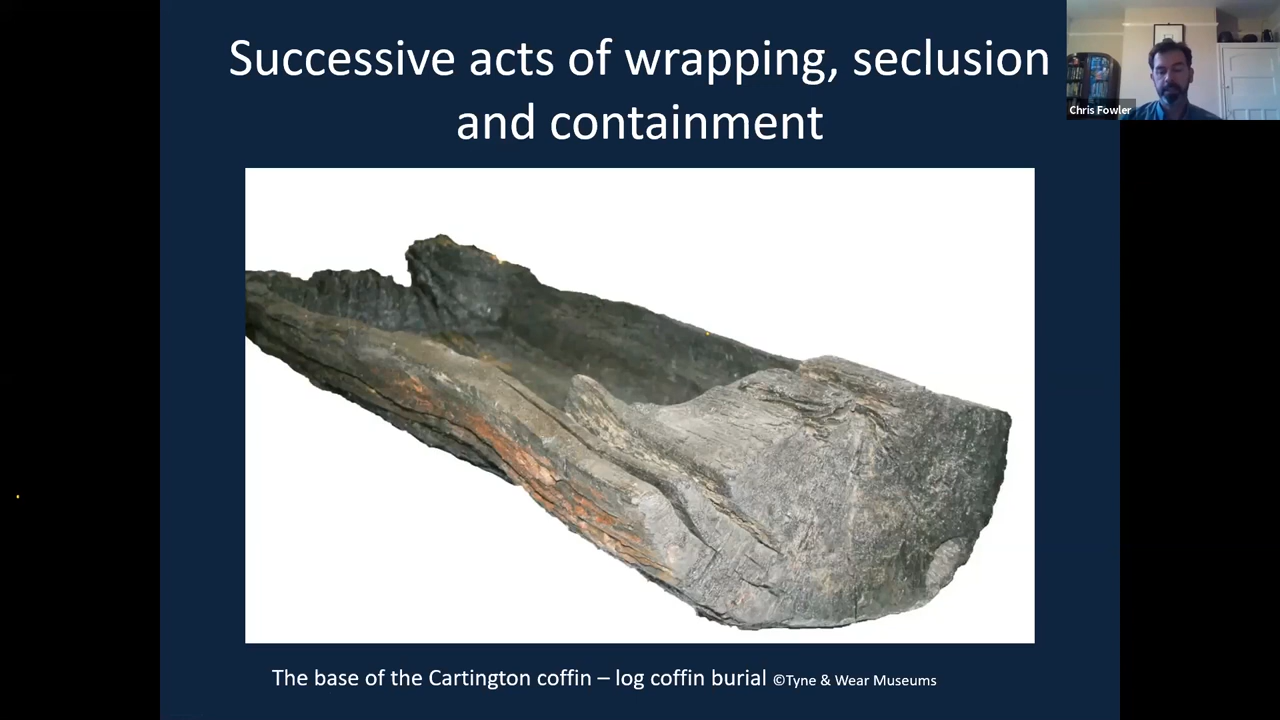 Successive acts of wrapping, seclusion
and containment
Chris Fowler
The base of the Cartington coffin – log coffin burial ©Tyne & Wear Museums